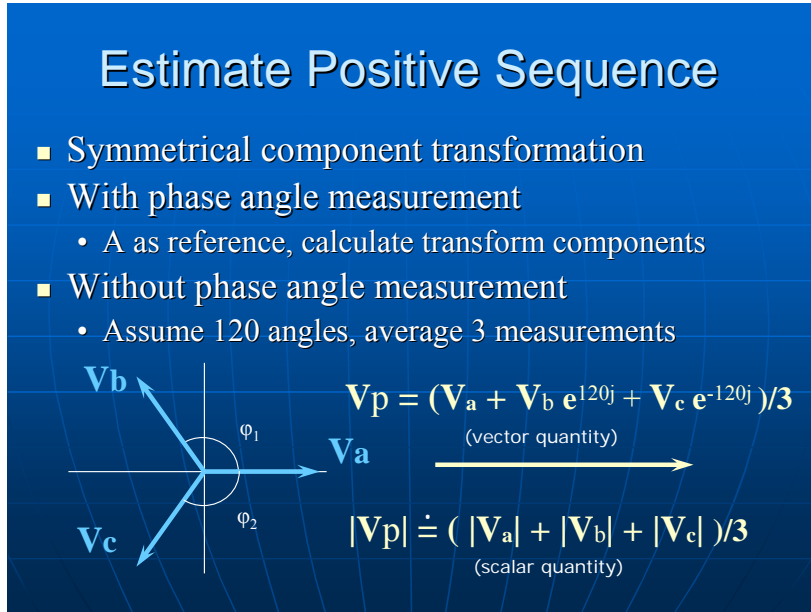 Estimate Positive Sequence
Symmetrical component transformation
With phase angle measurement
• A as reference, calculate transform components
Without phase angle measurement
• Assume 120 angles, average 3 measurements
Vb
φ₁
Va
φ₂
Vc
Vp = (Va + Vb e^120j + Vc e^-120j)/3
(vector quantity)
|Vp| ≐ ( |Va| + |Vb| + |Vc| )/3
(scalar quantity)